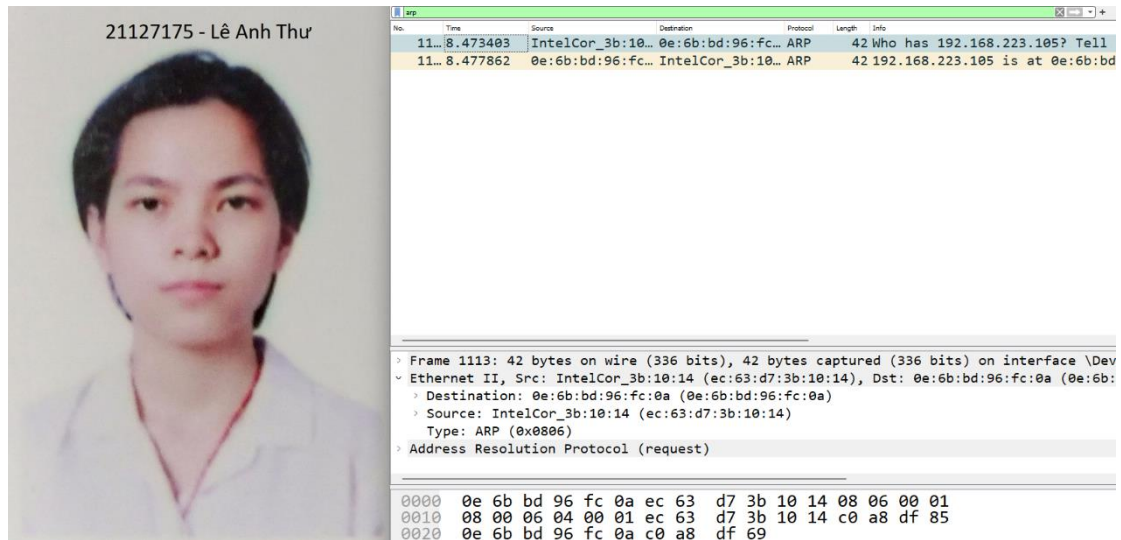 21127175 - Lê Anh Thư
arp
No. Time Source Destination Protocol Length Info
11… 8.473403 IntelCor_3b:10… 0e:6b:bd:96:fc… ARP 42 Who has 192.168.223.105? Tell
11… 8.477862 0e:6b:bd:96:fc… IntelCor_3b:10… ARP 42 192.168.223.105 is at 0e:6b:bd
Frame 1113: 42 bytes on wire (336 bits), 42 bytes captured (336 bits) on interface \Dev
Ethernet II, Src: IntelCor_3b:10:14 (ec:63:d7:3b:10:14), Dst: 0e:6b:bd:96:fc:0a (0e:6b:
Destination: 0e:6b:bd:96:fc:0a (0e:6b:bd:96:fc:0a)
Source: IntelCor_3b:10:14 (ec:63:d7:3b:10:14)
Type: ARP (0x0806)
Address Resolution Protocol (request)
0000 0e 6b bd 96 fc 0a ec 63 d7 3b 10 14 08 06 00 01
0010 08 00 06 04 00 01 ec 63 d7 3b 10 14 c0 a8 df 85
0020 0e 6b bd 96 fc 0a c0 a8 df 69